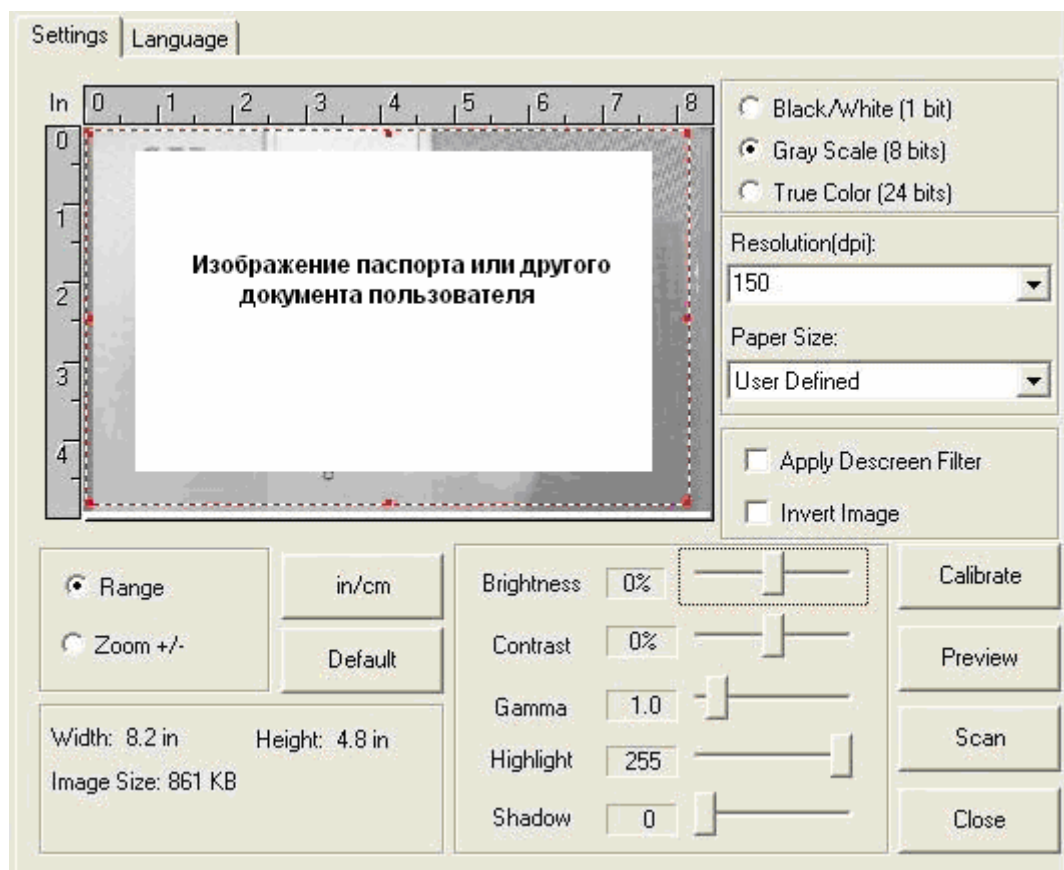 Settings
Language
In
0 1 2 3 4 5 6 7 8
0
1
2
3
4
Изображение паспорта или другого
документа пользователя
Black/White (1 bit)
Gray Scale (8 bits)
True Color (24 bits)
Resolution(dpi):
150
Paper Size:
User Defined
Apply Descreen Filter
Invert Image
Range
Zoom +/-
in/cm
Default
Width: 8.2 in Height: 4.8 in
Image Size: 861 KB
Brightness 0%
Contrast 0%
Gamma 1.0
Highlight 255
Shadow 0
Calibrate
Preview
Scan
Close